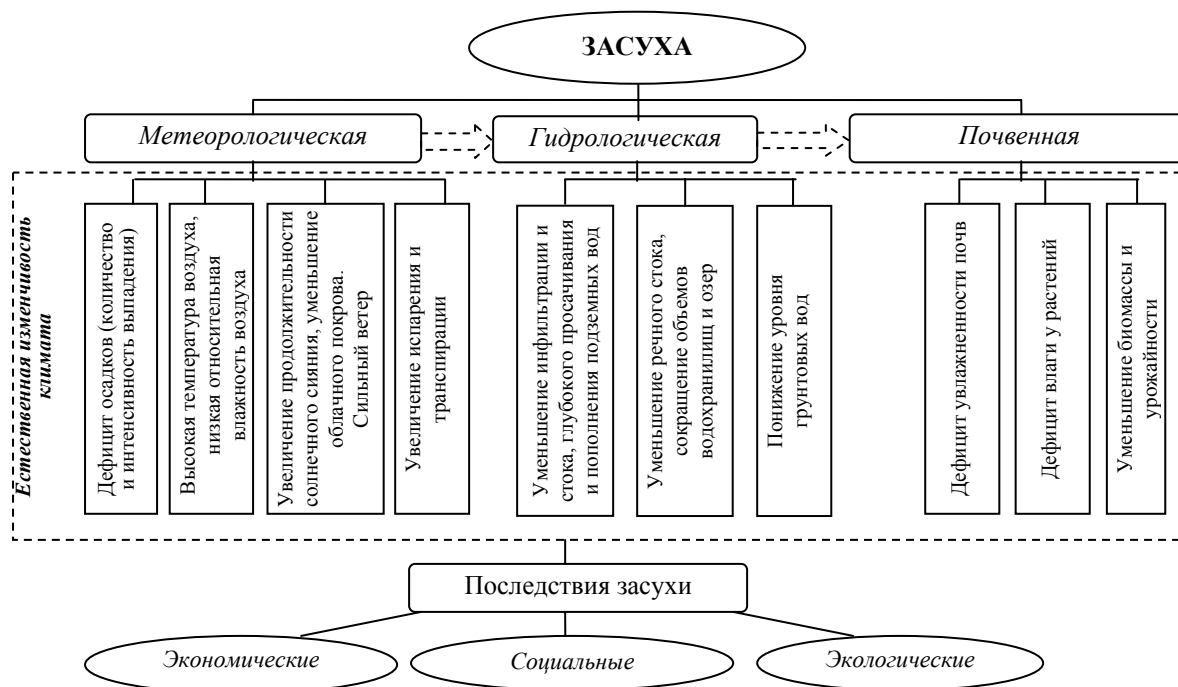 ЗАСУХА
Метеорологическая
Гидрологическая
Почвенная
Естественная изменчивость
климата
Дефицит осадков (количество
и интенсивность выпадения)
Высокая температура воздуха,
низкая относительная
влажность воздуха
Увеличение продолжительности
солнечного сияния, уменьшение
облачного покрова.
Сильный ветер
Увеличение испарения и
транспирации
Уменьшение инфильтрации и
стока, глубокого просачивания
и пополнения подземных вод
Уменьшение речного стока,
сокращение объемов
водохранилищ и озер
Понижение уровня
грунтовых вод
Дефицит увлажненности почв
Дефицит влаги у растений
Уменьшение биомассы и
урожайности
Последствия засухи
Экономические
Социальные
Экологические